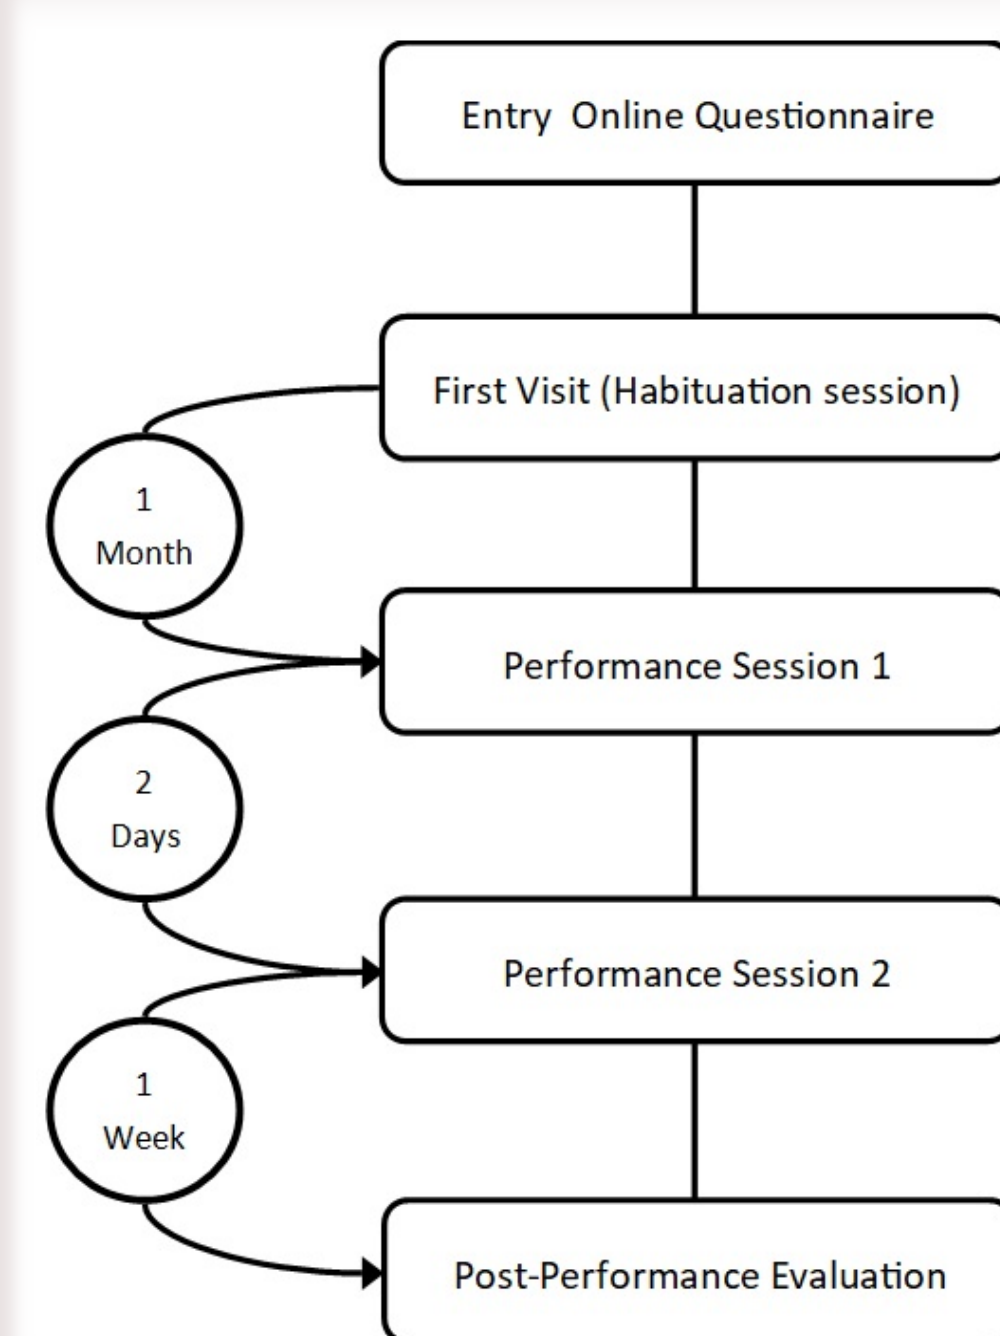 Entry  Online Questionnaire
First Visit (Habituation session)
1
Month
Performance Session 1
2
Days
Performance Session 2
1
Week
Post-Performance Evaluation